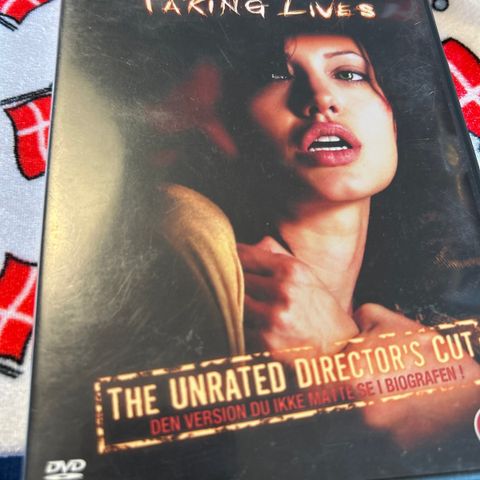 TAKING LIVES
THE UNRATED DIRECTOR'S CUT
DEN VERSION DU IKKE MÅTTE SE I BIOGRAFEN !
DVD